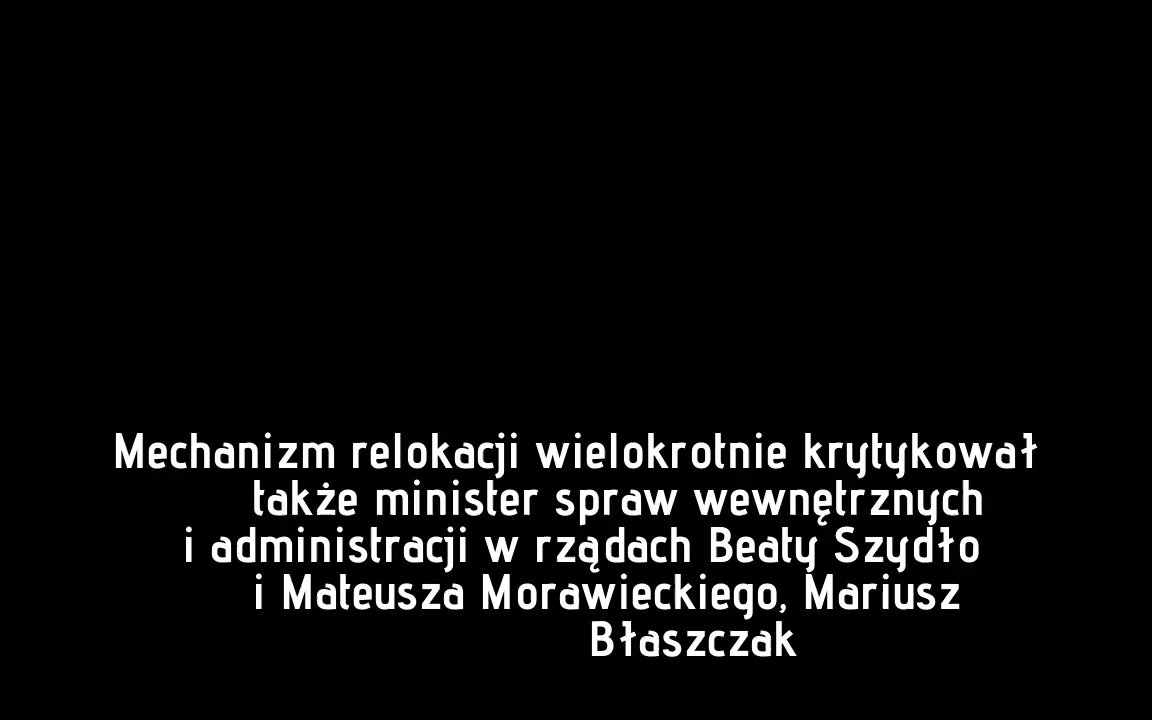 Mechanizm relokacji wielokrotnie krytykował
także minister spraw wewnętrznych
i administracji w rządach Beaty Szydło
i Mateusza Morawieckiego, Mariusz
Błaszczak